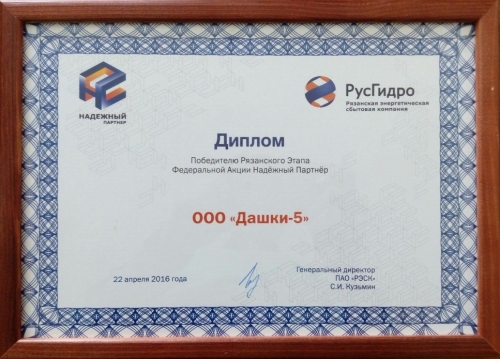 НАДЕЖНЫЙ
ПАРТНЕР
РусГидро
Рязанская энергетическая
сбытовая компания
Диплом
Победителю Рязанского Этапа
Федеральной Акции Надёжный Партнёр
ООО «Дашки-5»
22 апреля 2016 года
Генеральный директор
ПАО «РЭСК»
С.И. Кузьмин